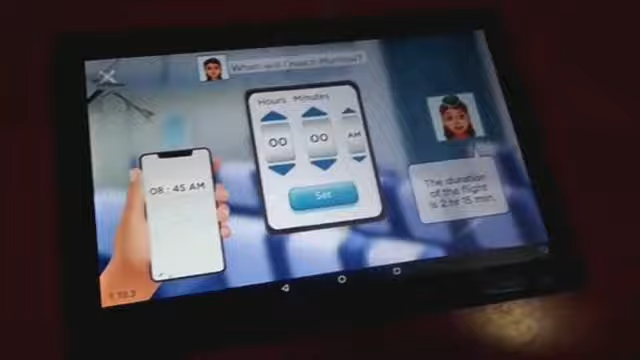 When will I reach Mumbai?
Hours Minutes
00
00
AM
Set
08 : 45 AM
The duration
of the flight
is 2 hr 15 min.